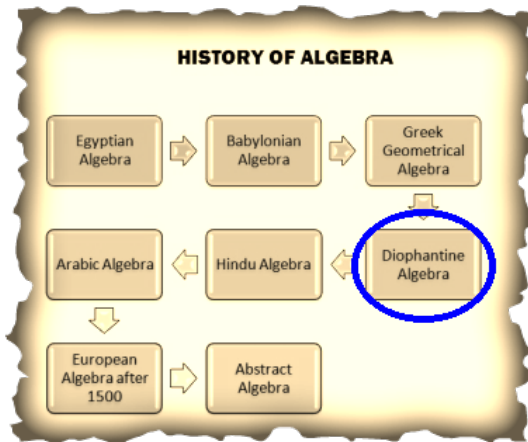 HISTORY OF ALGEBRA
Egyptian
Algebra
Babylonian
Algebra
Greek
Geometrical
Algebra
Diophantine
Algebra
Hindu Algebra
Arabic Algebra
European
Algebra after
1500
Abstract
Algebra